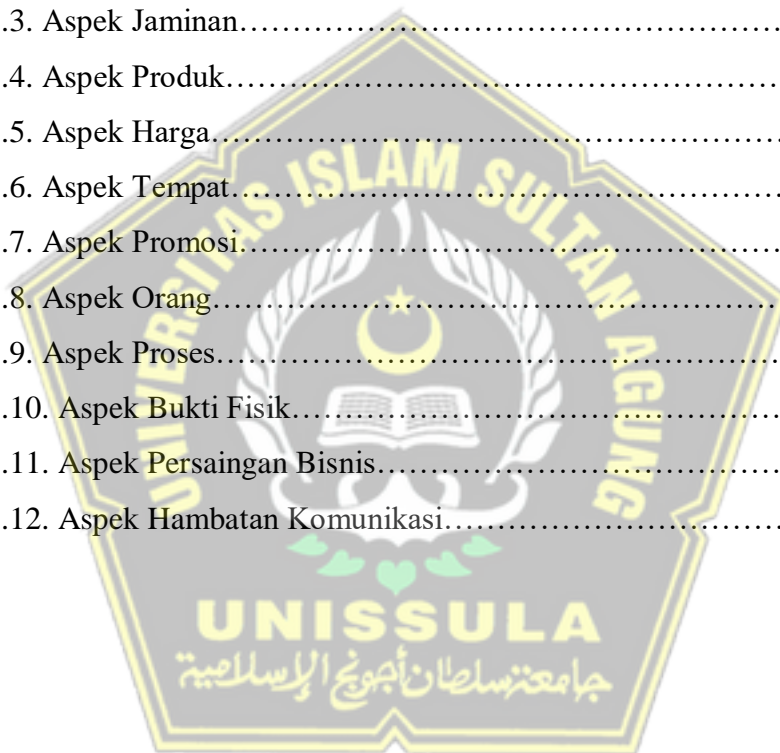 .3. Aspek Jaminan……………………………………………
.4. Aspek Produk……………………………………………
.5. Aspek Harga……………………………………………
.6. Aspek Tempat……………………………………………
.7. Aspek Promosi……………………………………………
.8. Aspek Orang……………………………………………
.9. Aspek Proses……………………………………………
.10. Aspek Bukti Fisik………………………………………
.11. Aspek Persaingan Bisnis………………………………
.12. Aspek Hambatan Komunikasi…………………………
UNIVERSITAS ISLAM SULTAN AGUNG
UNISSULA
جامعة سلطان أجونج الإسلامية